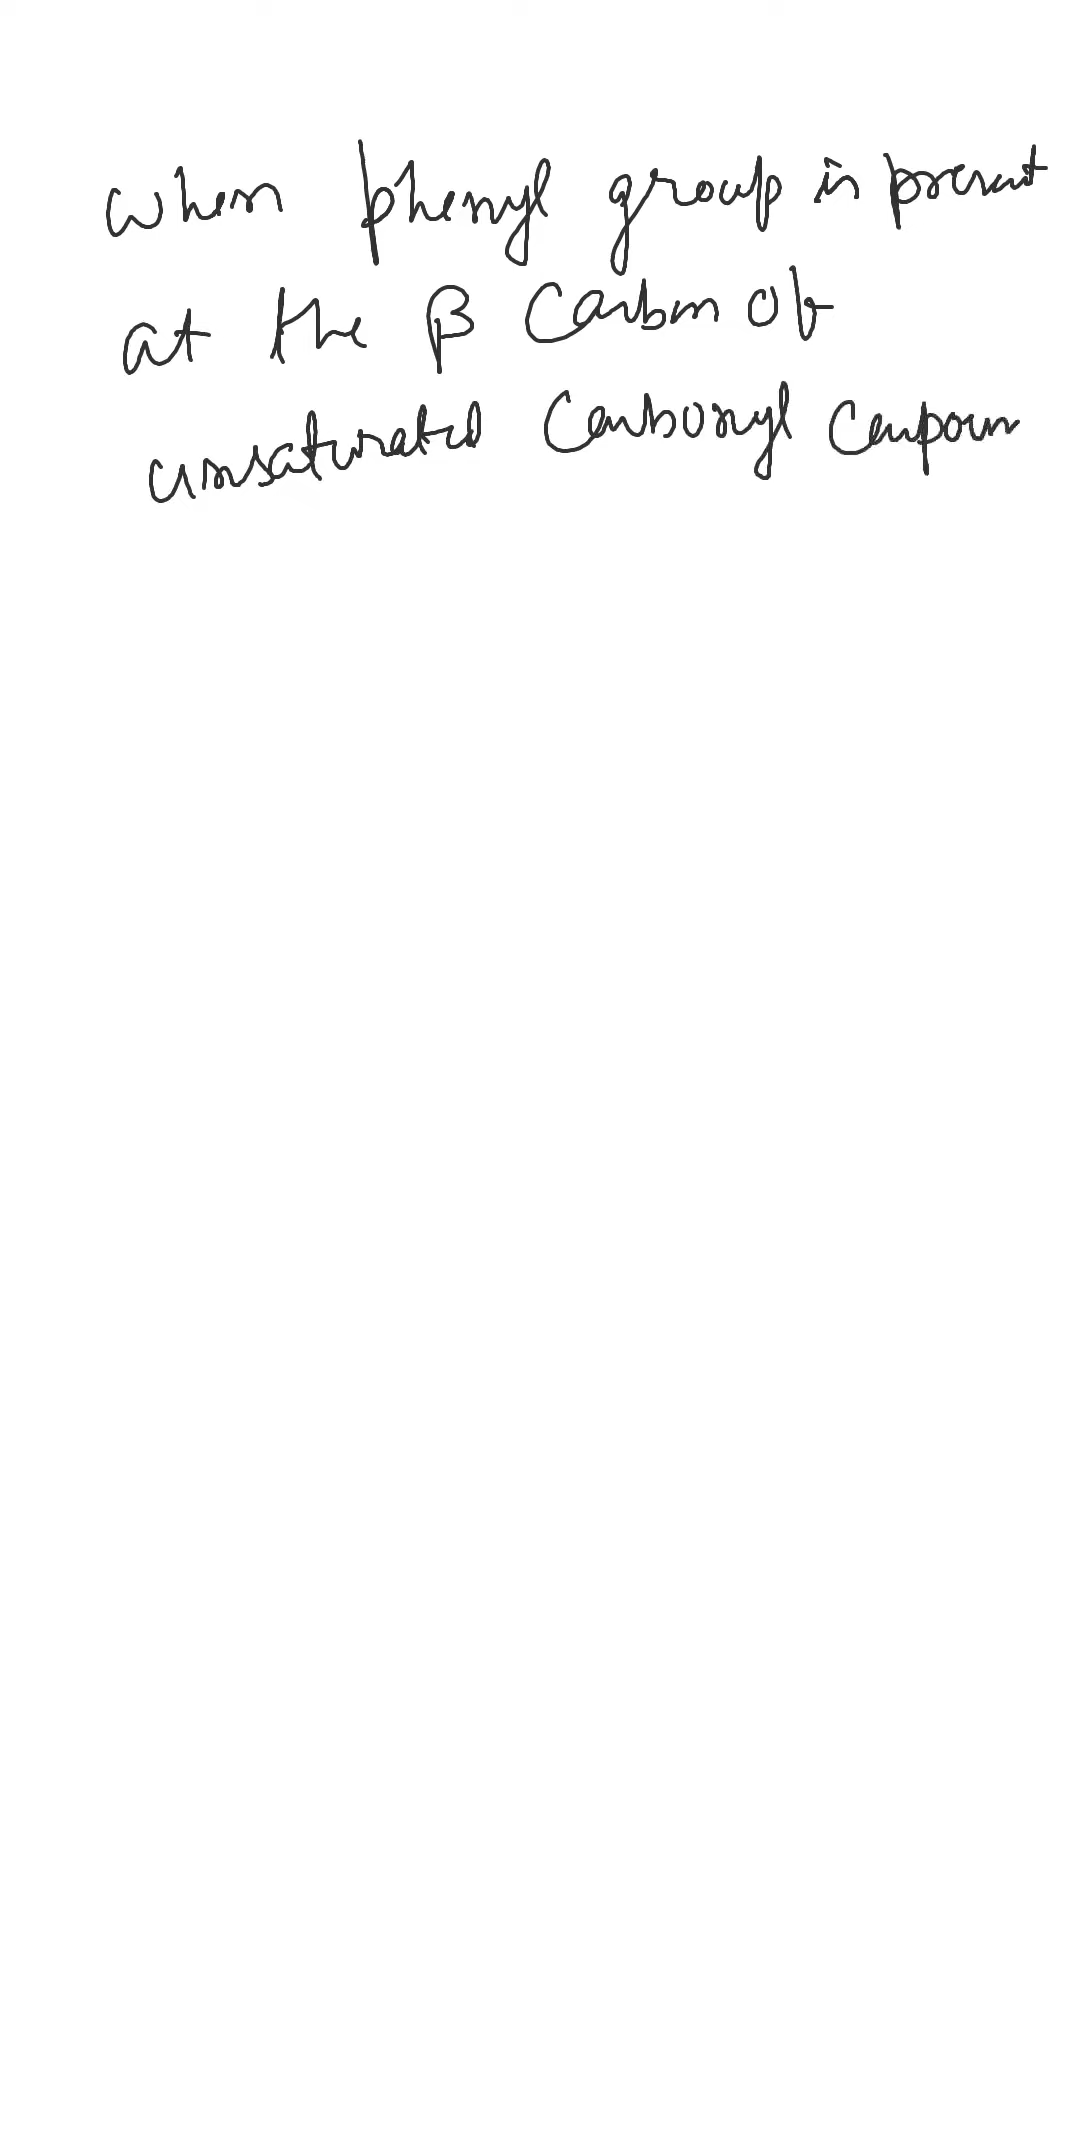 when phenyl group is present
at the β Carbon of
unsaturated Carbonyl Compoun